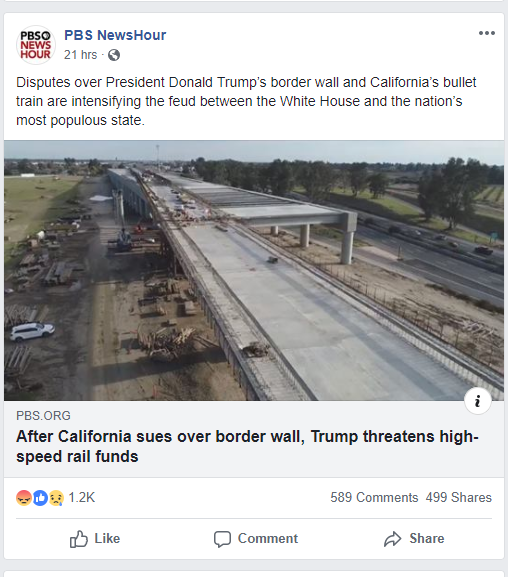 PBS
NEWS
HOUR
PBS NewsHour
21 hrs ·
Disputes over President Donald Trump's border wall and California's bullet
train are intensifying the feud between the White House and the nation's
most populous state.
i
PBS.ORG
After California sues over border wall, Trump threatens high-
speed rail funds
1.2K
589 Comments 499 Shares
Like Comment Share